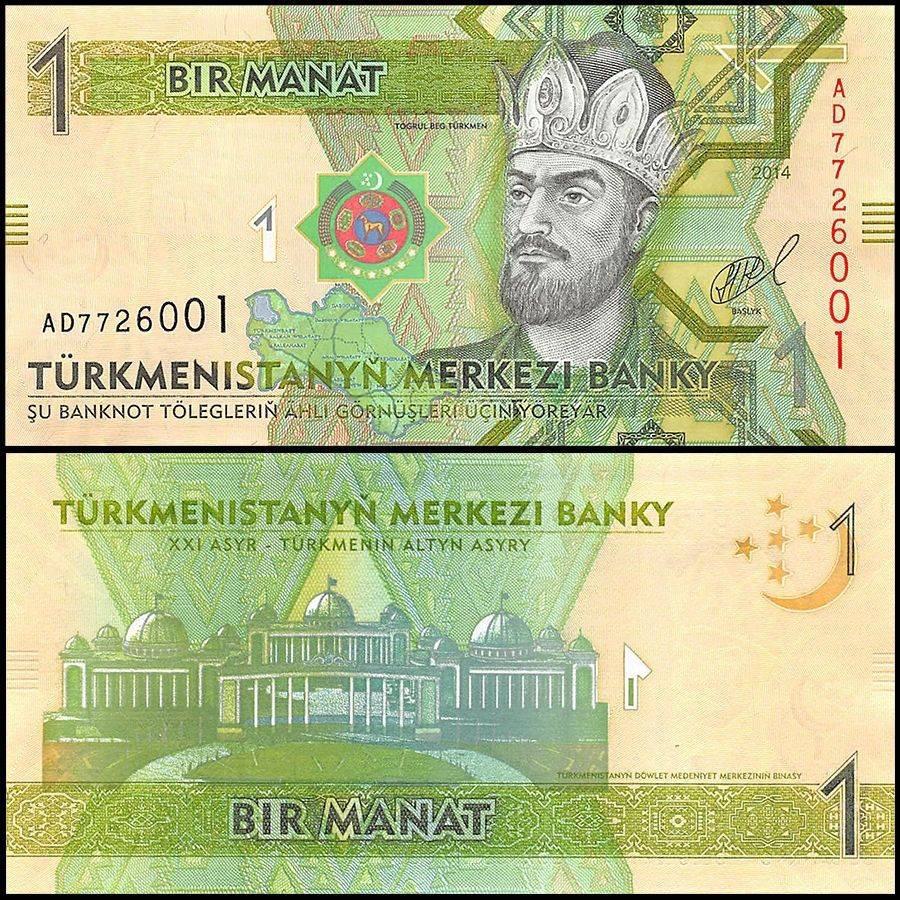 1
BIR MANAT
TOGRUL BEG TÜRKMEN
2014
AD7726001
1
AD7726001
BAŞLYK
TÜRKMENISTANYŇ MERKEZI BANKY
1
ŞU BANKNOT TÖLEGLERIŇ ÄHLI GÖRNÜŞLERI ÜÇIN ÝÖREÝÄR
TÜRKMENISTANYŇ MERKEZI BANKY
XXI ASYR - TÜRKMENIŇ ALTYN ASYRY
1
1
TÜRKMENISTANYŇ DÖWLET MEDENIÝET MERKEZINIŇ BINASY
BIR MANAT
1